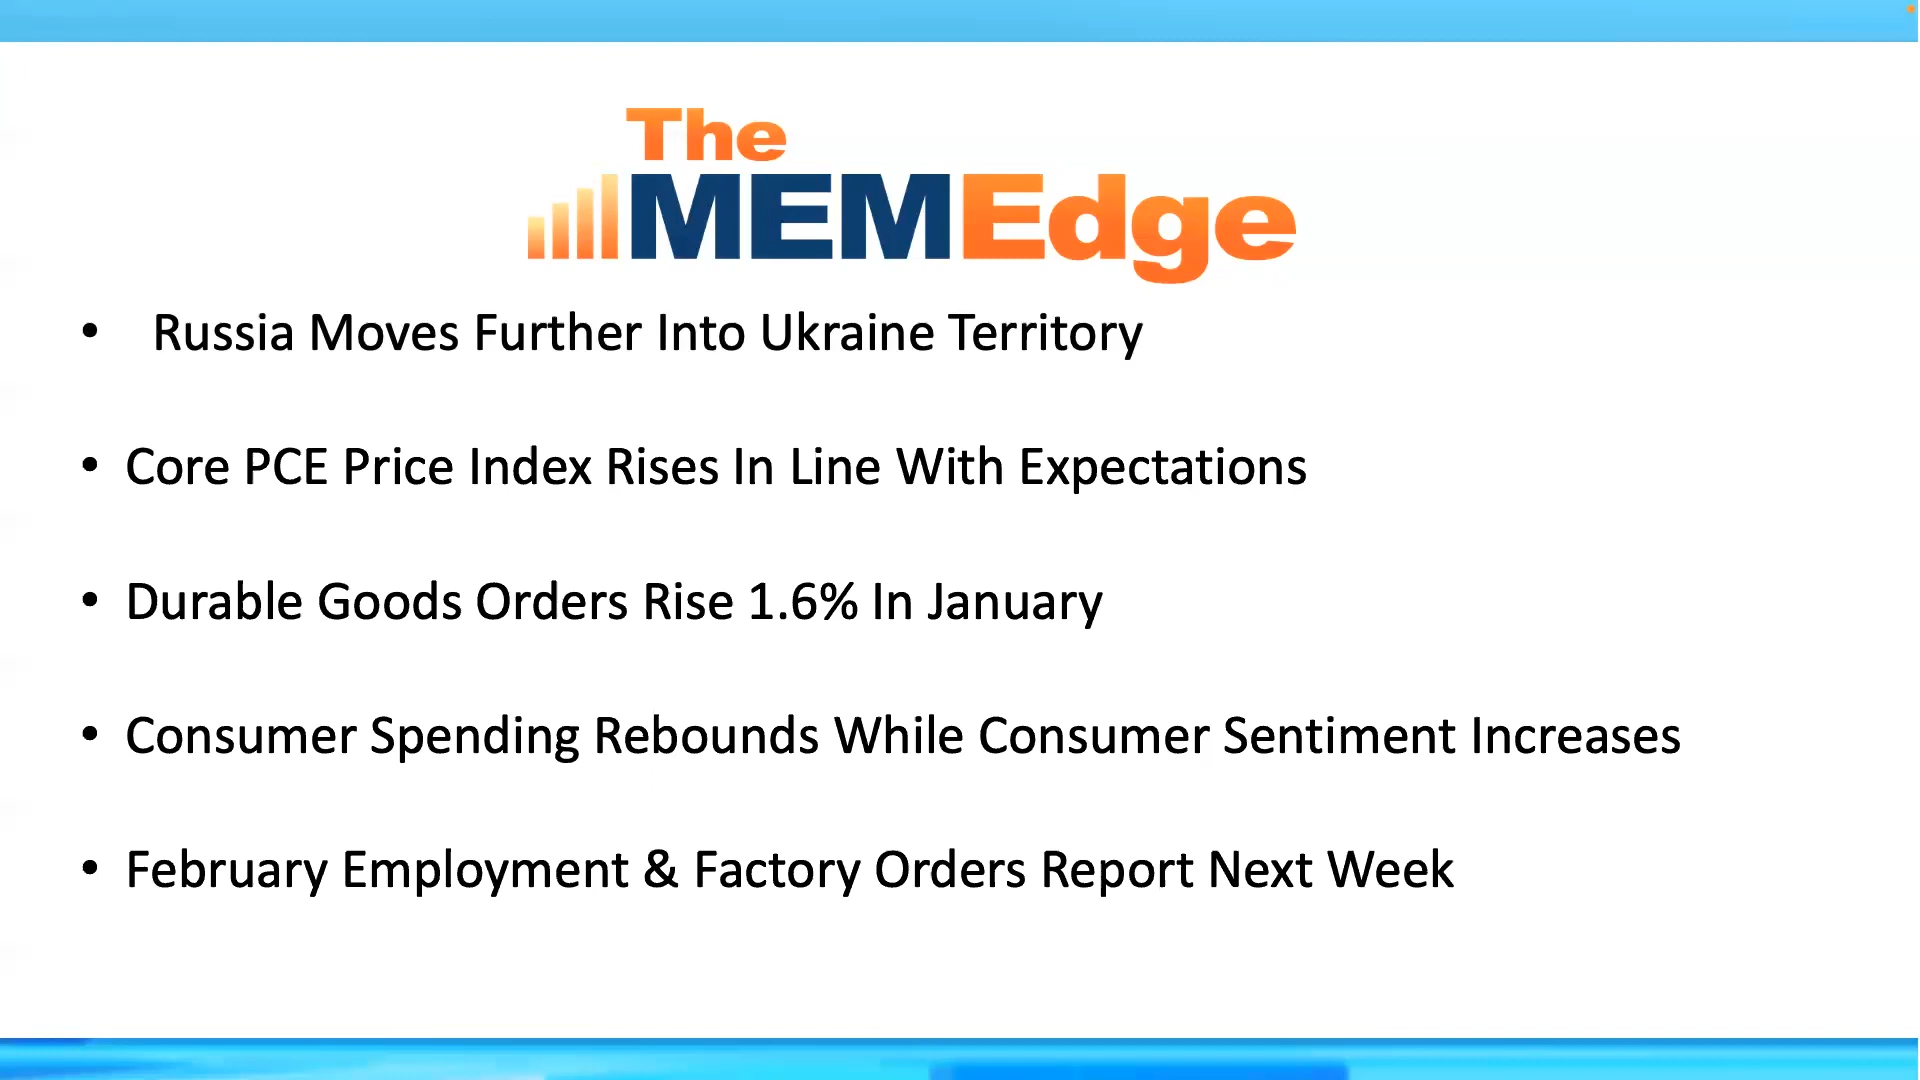 The
MEMEdge
• Russia Moves Further Into Ukraine Territory
• Core PCE Price Index Rises In Line With Expectations
• Durable Goods Orders Rise 1.6% In January
• Consumer Spending Rebounds While Consumer Sentiment Increases
• February Employment & Factory Orders Report Next Week